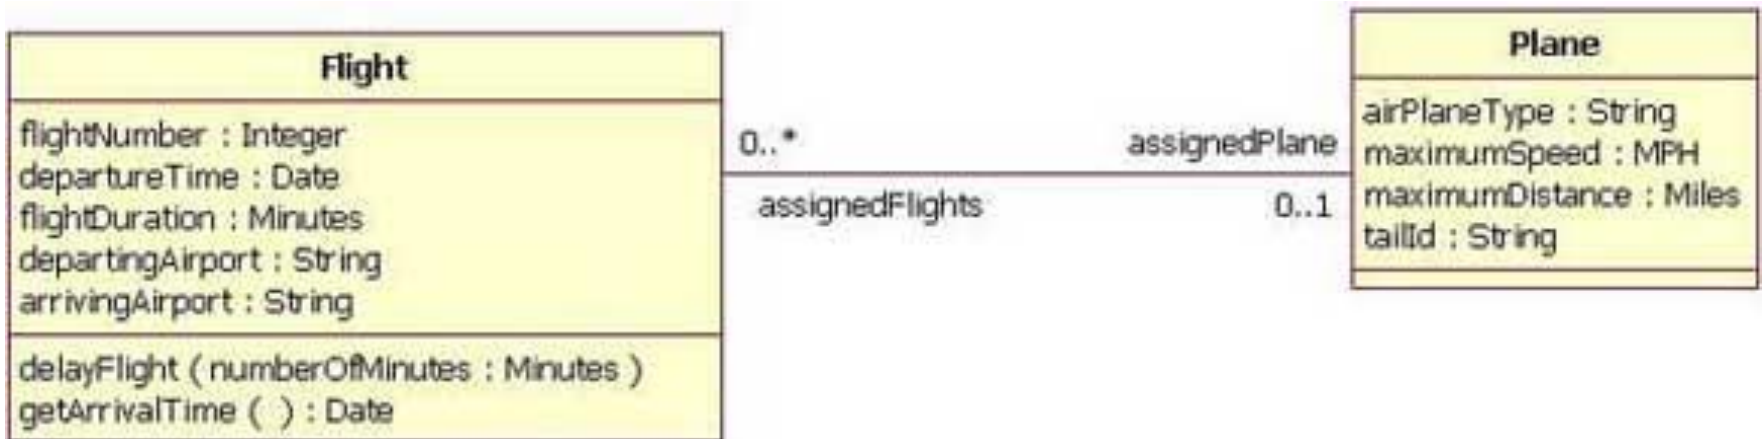 Flight
flightNumber : Integer
departureTime : Date
flightDuration : Minutes
departingAirport : String
arrivingAirport : String
delayFlight ( numberOfMinutes : Minutes )
getArrivalTime ( ) : Date
0..*
assignedPlane
assignedFlights
0..1
Plane
airPlaneType : String
maximumSpeed : MPH
maximumDistance : Miles
tailId : String